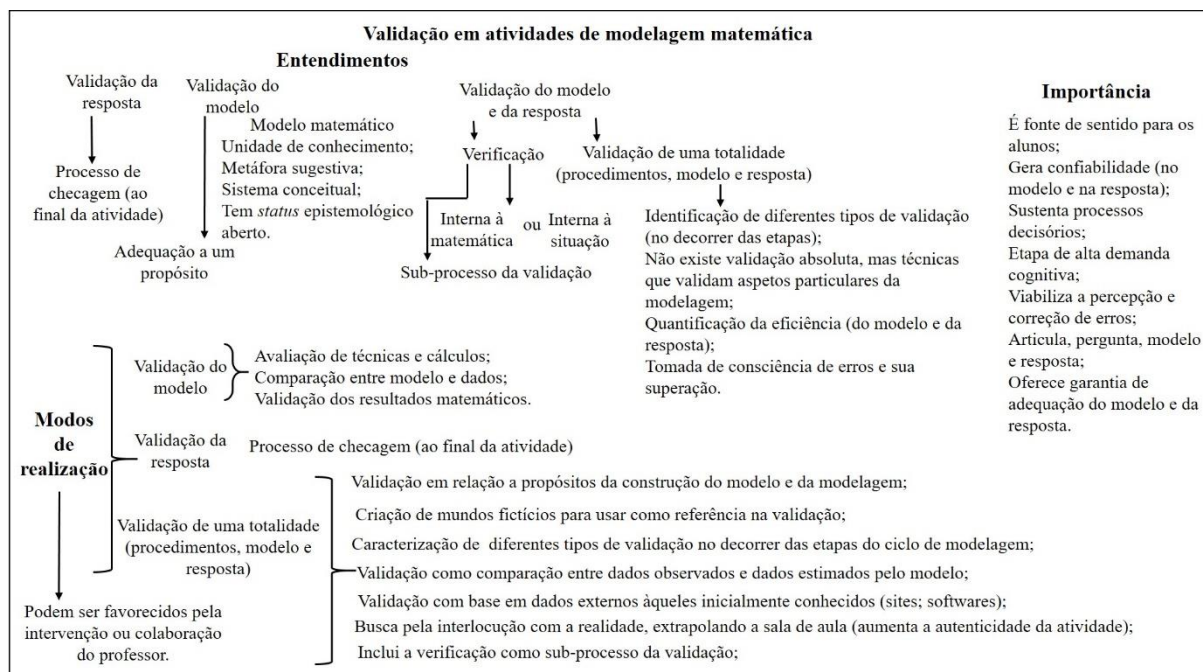 Validação em atividades de modelagem matemática
Entendimentos
Validação da
resposta
Processo de
checagem (ao
final da atividade)
Validação do
modelo
Modelo matemático
Unidade de conhecimento;
Metáfora sugestiva;
Sistema conceitual;
Tem status epistemológico
aberto.
Adequação a um
propósito
Validação do modelo
e da resposta
Verificação
Interna à
matemática
ou
Interna à
situação
Sub-processo da validação
Validação de uma totalidade
(procedimentos, modelo e resposta)
Identificação de diferentes tipos de validação
(no decorrer das etapas);
Não existe validação absoluta, mas técnicas
que validam aspetos particulares da
modelagem;
Quantificação da eficiência (do modelo e da
resposta);
Tomada de consciência de erros e sua
superação.
Importância
É fonte de sentido para os
alunos;
Gera confiabilidade (no
modelo e na resposta);
Sustenta processos
decisórios;
Etapa de alta demanda
cognitiva;
Viabiliza a percepção e
correção de erros;
Articula, pergunta, modelo
e resposta;
Oferece garantia de
adequação do modelo e da
resposta.
Modos
de
realização
Validação do
modelo
Avaliação de técnicas e cálculos;
Comparação entre modelo e dados;
Validação dos resultados matemáticos.
Validação da
resposta
Processo de checagem (ao final da atividade)
Validação de uma totalidade
(procedimentos, modelo e
resposta)
Validação em relação a propósitos da construção do modelo e da modelagem;
Criação de mundos fictícios para usar como referência na validação;
Caracterização de diferentes tipos de validação no decorrer das etapas do ciclo de modelagem;
Validação como comparação entre dados observados e dados estimados pelo modelo;
Validação com base em dados externos àqueles inicialmente conhecidos (sites; softwares);
Busca pela interlocução com a realidade, extrapolando a sala de aula (aumenta a autenticidade da atividade);
Inclui a verificação como sub-processo da validação;
Podem ser favorecidos pela
intervenção ou colaboração
do professor.